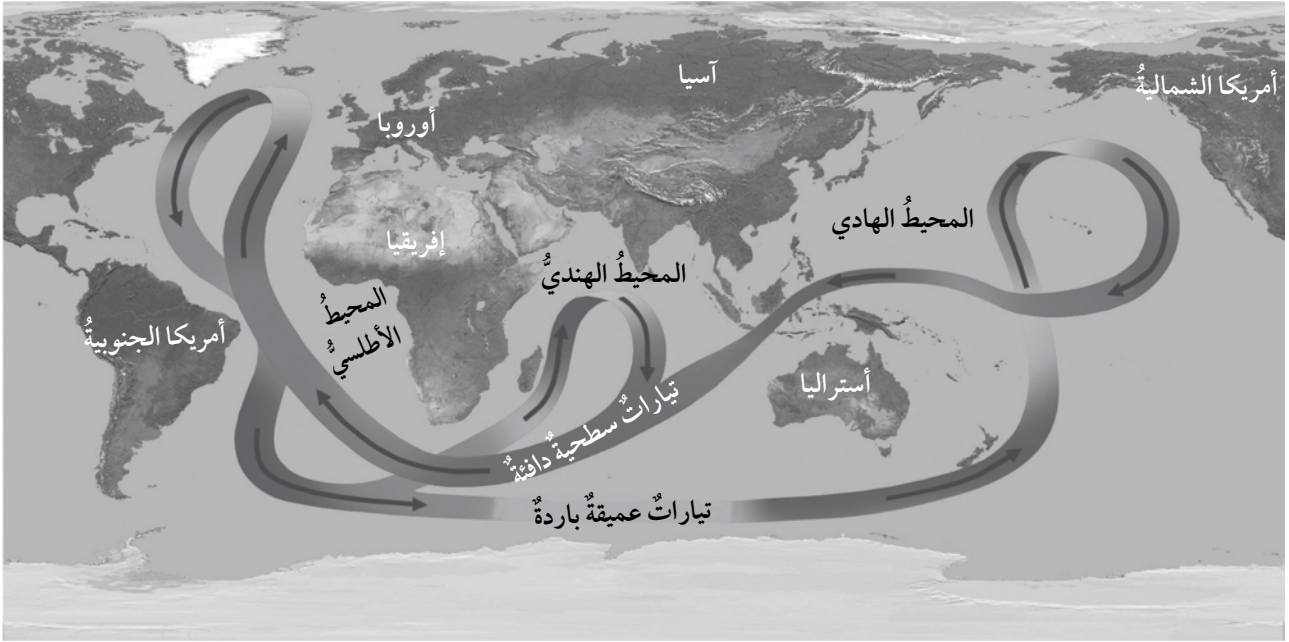 آسيا
أمريكا الشماليةُ
أوروبا
المحيطُ الهادي
إفريقيا
المحيطُ الهنديُّ
المحيطُ
الأطلسيُّ
أمريكا الجنوبيةُ
أستراليا
تياراتٌ سطحيةٌ دافئةٌ
تياراتٌ عميقةٌ باردةٌ